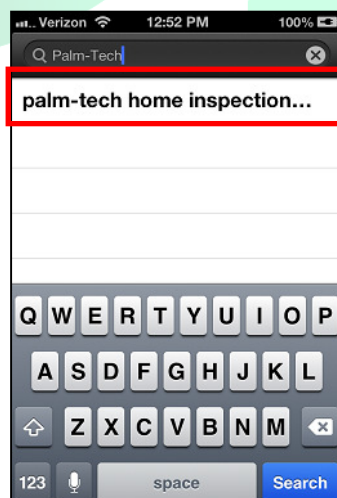 Verizon 12:52 PM 100%
Palm-Tech
palm-tech home inspection...
Q W E R T Y U I O P
A S D F G H J K L
Z X C V B N M
123 space Search